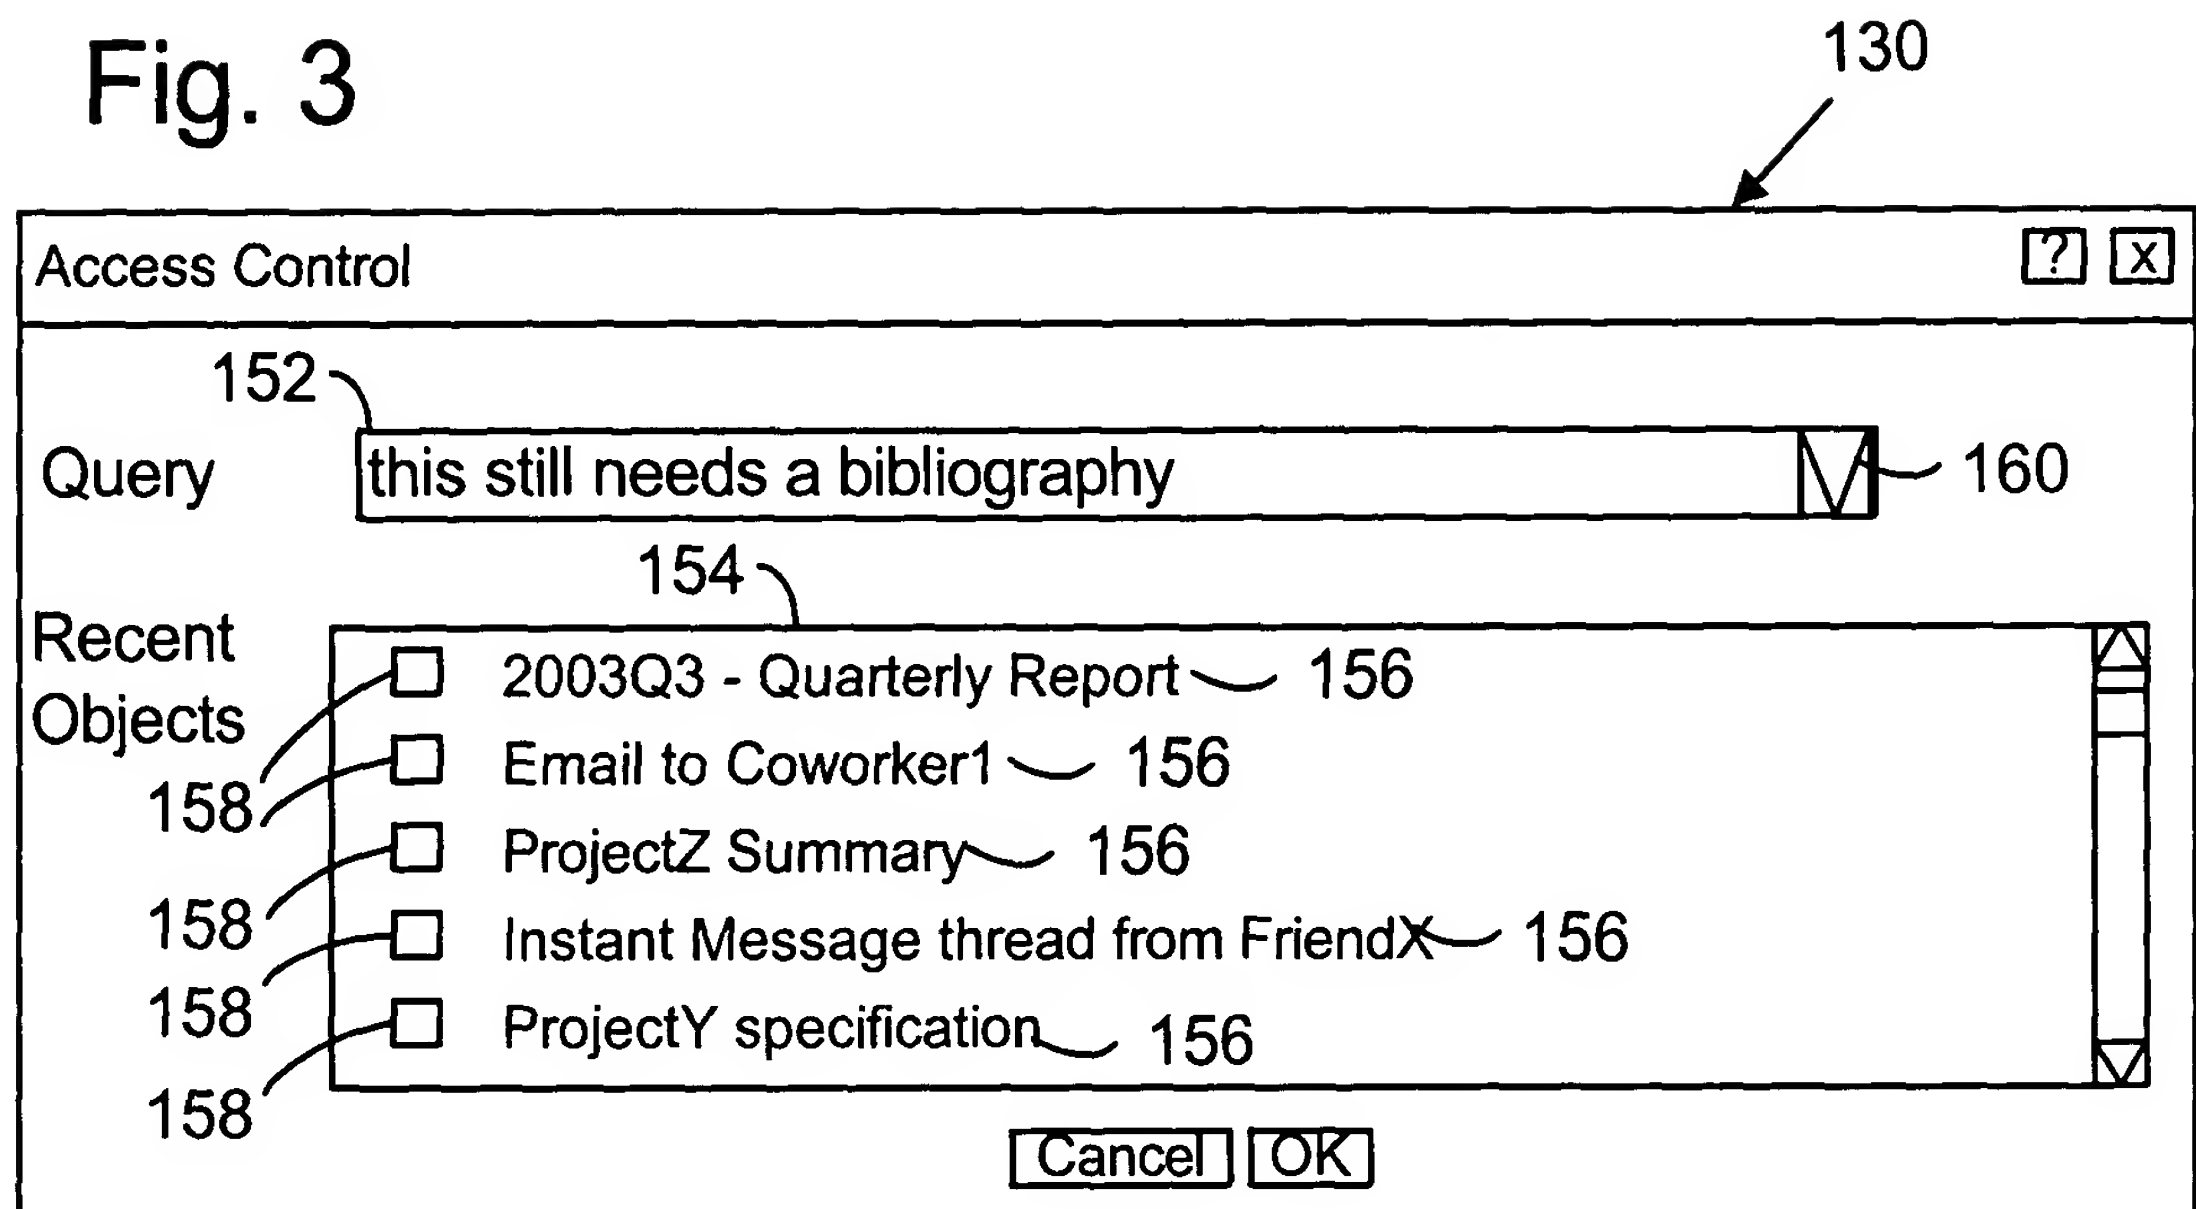 Fig. 3
130
Access Control ? x
152
Query this still needs a bibliography 160
154
Recent Objects
2003Q3 - Quarterly Report 156
Email to Coworker1 156
158
ProjectZ Summary 156
158
Instant Message thread from FriendX 156
158
ProjectY specification 156
158
Cancel OK